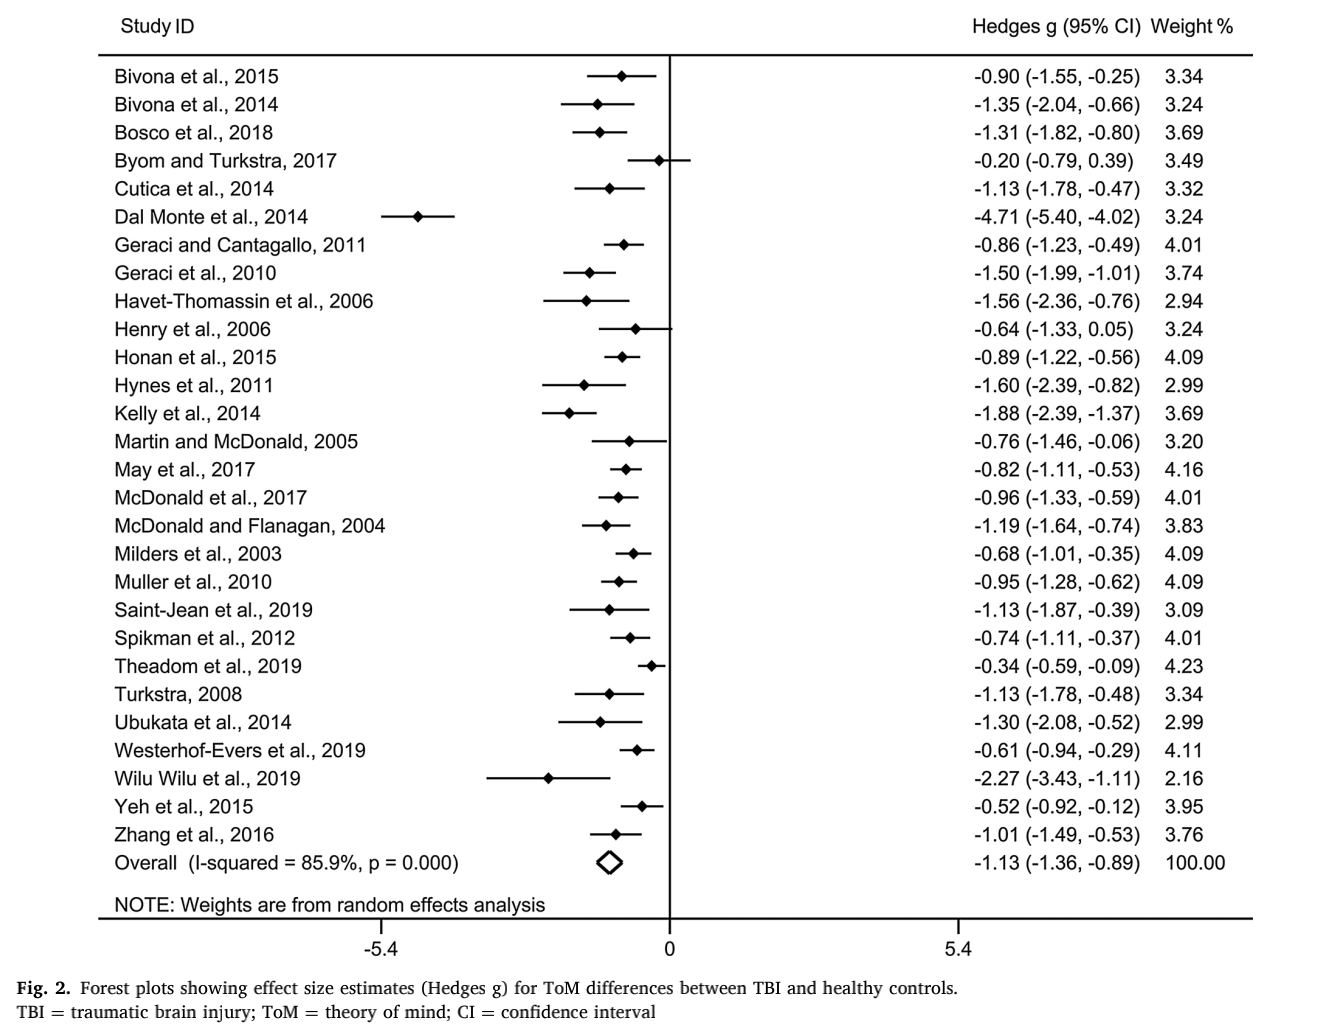 Study ID Hedges g (95% CI) Weight %
Bivona et al., 2015 -0.90 (-1.55, -0.25) 3.34
Bivona et al., 2014 -1.35 (-2.04, -0.66) 3.24
Bosco et al., 2018 -1.31 (-1.82, -0.80) 3.69
Byom and Turkstra, 2017 -0.20 (-0.79, 0.39) 3.49
Cutica et al., 2014 -1.13 (-1.78, -0.47) 3.32
Dal Monte et al., 2014 -4.71 (-5.40, -4.02) 3.24
Geraci and Cantagallo, 2011 -0.86 (-1.23, -0.49) 4.01
Geraci et al., 2010 -1.50 (-1.99, -1.01) 3.74
Havet-Thomassin et al., 2006 -1.56 (-2.36, -0.76) 2.94
Henry et al., 2006 -0.64 (-1.33, 0.05) 3.24
Honan et al., 2015 -0.89 (-1.22, -0.56) 4.09
Hynes et al., 2011 -1.60 (-2.39, -0.82) 2.99
Kelly et al., 2014 -1.88 (-2.39, -1.37) 3.69
Martin and McDonald, 2005 -0.76 (-1.46, -0.06) 3.20
May et al., 2017 -0.82 (-1.11, -0.53) 4.16
McDonald et al., 2017 -0.96 (-1.33, -0.59) 4.01
McDonald and Flanagan, 2004 -1.19 (-1.64, -0.74) 3.83
Milders et al., 2003 -0.68 (-1.01, -0.35) 4.09
Muller et al., 2010 -0.95 (-1.28, -0.62) 4.09
Saint-Jean et al., 2019 -1.13 (-1.87, -0.39) 3.09
Spikman et al., 2012 -0.74 (-1.11, -0.37) 4.01
Theadom et al., 2019 -0.34 (-0.59, -0.09) 4.23
Turkstra, 2008 -1.13 (-1.78, -0.48) 3.34
Ubukata et al., 2014 -1.30 (-2.08, -0.52) 2.99
Westerhof-Evers et al., 2019 -0.61 (-0.94, -0.29) 4.11
Wilu Wilu et al., 2019 -2.27 (-3.43, -1.11) 2.16
Yeh et al., 2015 -0.52 (-0.92, -0.12) 3.95
Zhang et al., 2016 -1.01 (-1.49, -0.53) 3.76
Overall (I-squared = 85.9%, p = 0.000) -1.13 (-1.36, -0.89) 100.00
NOTE: Weights are from random effects analysis
-5.4 0 5.4
Fig. 2. Forest plots showing effect size estimates (Hedges g) for ToM differences between TBI and healthy controls.
TBI = traumatic brain injury; ToM = theory of mind; CI = confidence interval